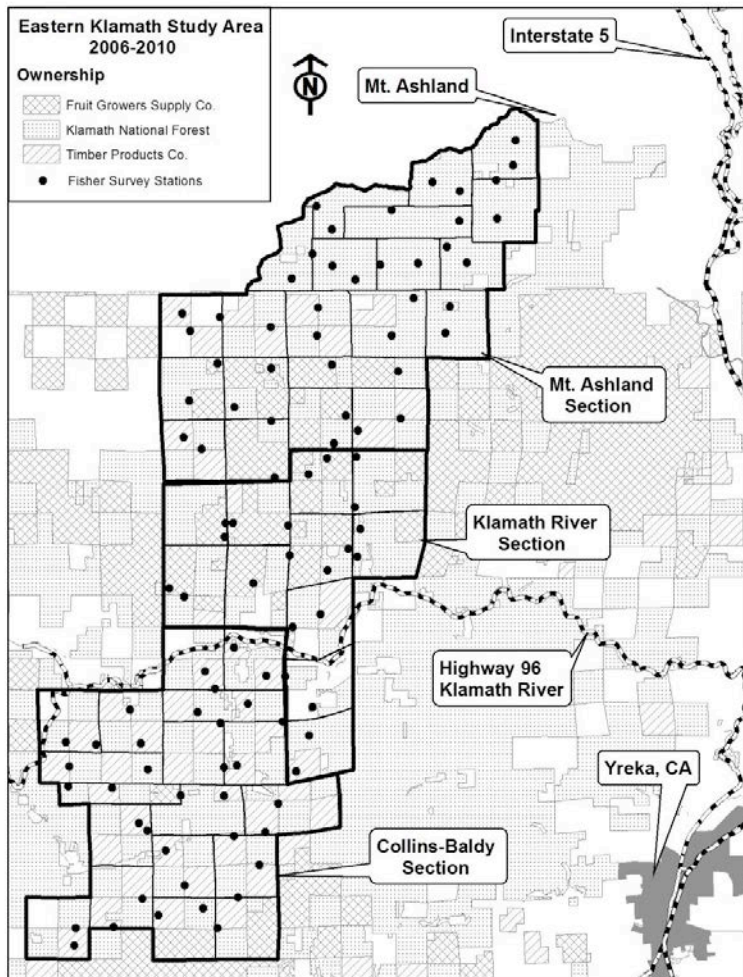 Eastern Klamath Study Area
2006-2010
Ownership
Fruit Growers Supply Co.
Klamath National Forest
Timber Products Co.
Fisher Survey Stations
N
Interstate 5
Mt. Ashland
Mt. Ashland
Section
Klamath River
Section
Highway 96
Klamath River
Yreka, CA
Collins-Baldy
Section